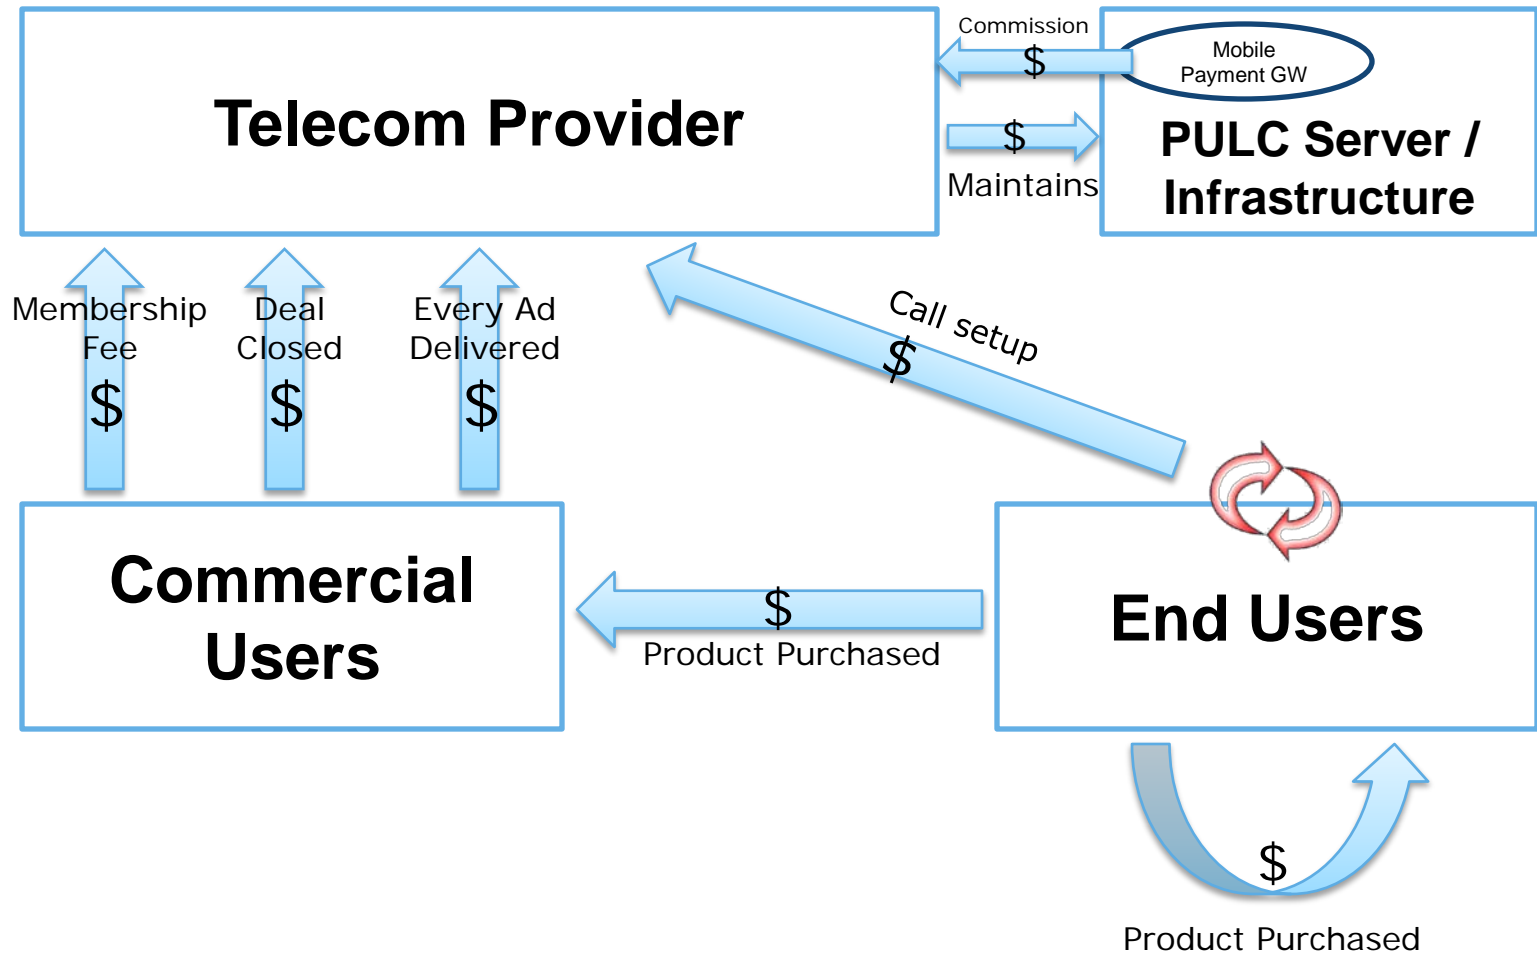 Commission
$
Mobile
Payment GW
Telecom Provider
$
Maintains
PULC Server /
Infrastructure
Membership
Fee
$
Deal
Closed
$
Every Ad
Delivered
$
Call setup
$
Commercial
Users
$
Product Purchased
End Users
$
Product Purchased